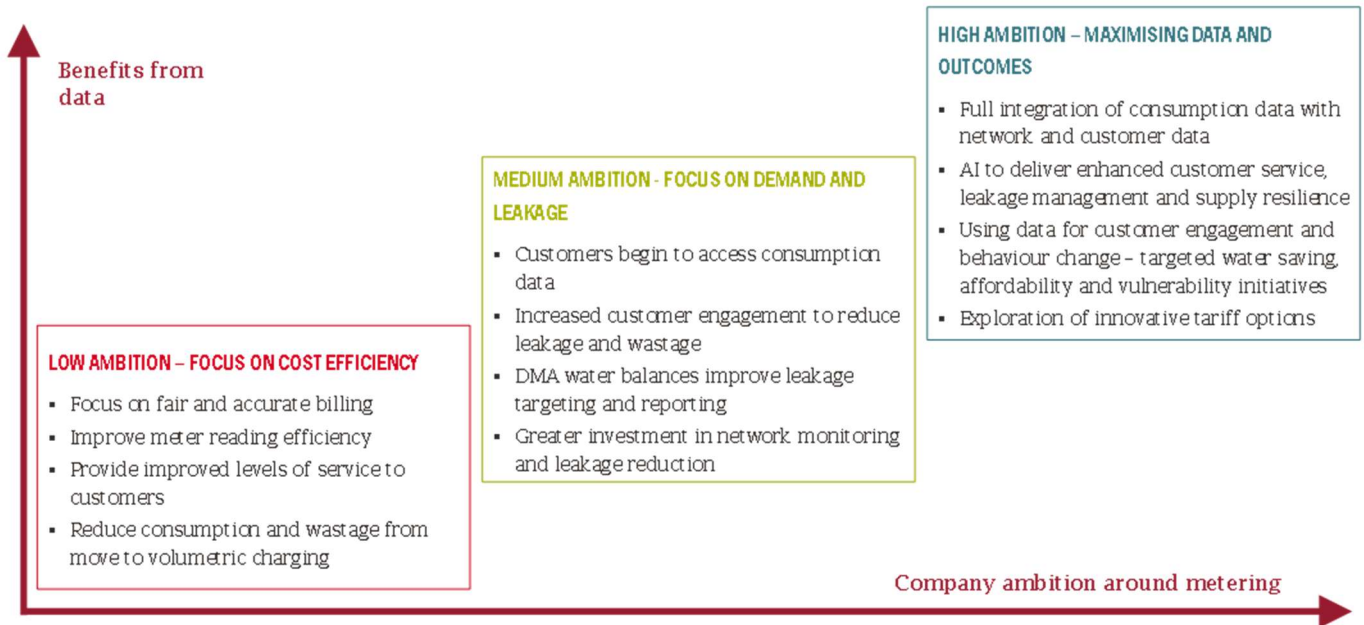 Benefits from
data
HIGH AMBITION – MAXIMISING DATA AND
OUTCOMES
▪ Full integration of consumption data with
network and customer data
▪ AI to deliver enhanced customer service,
leakage management and supply resilience
▪ Using data for customer engagement and
behaviour change – targeted water saving,
affordability and vulnerability initiatives
▪ Exploration of innovative tariff options
MEDIUM AMBITION - FOCUS ON DEMAND AND
LEAKAGE
▪ Customers begin to access consumption
data
▪ Increased customer engagement to reduce
leakage and wastage
▪ DMA water balances improve leakage
targeting and reporting
▪ Greater investment in network monitoring
and leakage reduction
LOW AMBITION – FOCUS ON COST EFFICIENCY
▪ Focus on fair and accurate billing
▪ Improve meter reading efficiency
▪ Provide improved levels of service to
customers
▪ Reduce consumption and wastage from
move to volumetric charging
Company ambition around metering